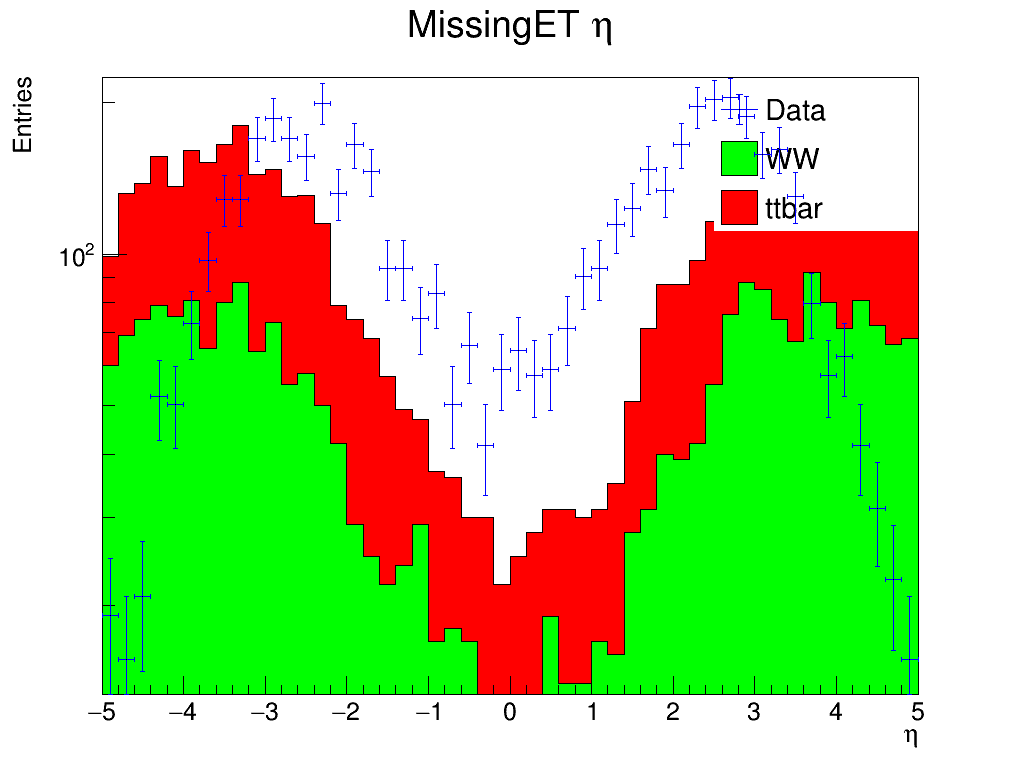 MissingET η
Entries
Data
WW
ttbar
10²
−5 −4 −3 −2 −1 0 1 2 3 4 5
η